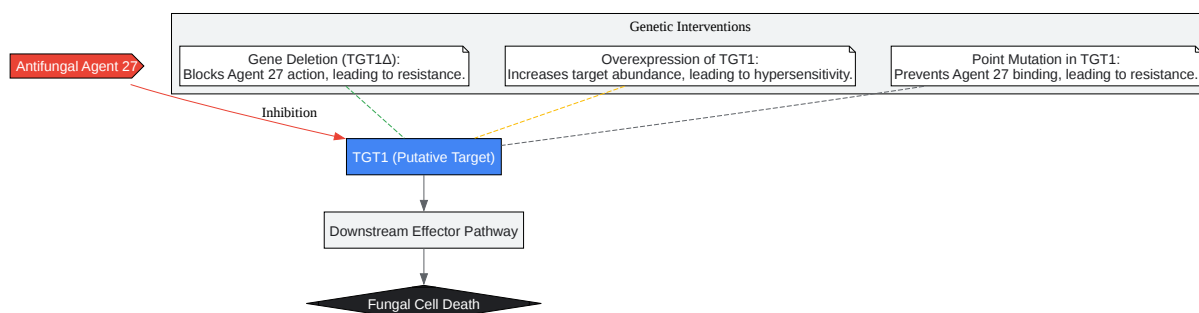 Genetic Interventions
Antifungal Agent 27
Gene Deletion (TGT1Δ):
Blocks Agent 27 action, leading to resistance.
Overexpression of TGT1:
Increases target abundance, leading to hypersensitivity.
Point Mutation in TGT1:
Prevents Agent 27 binding, leading to resistance.
Inhibition
TGT1 (Putative Target)
Downstream Effector Pathway
Fungal Cell Death